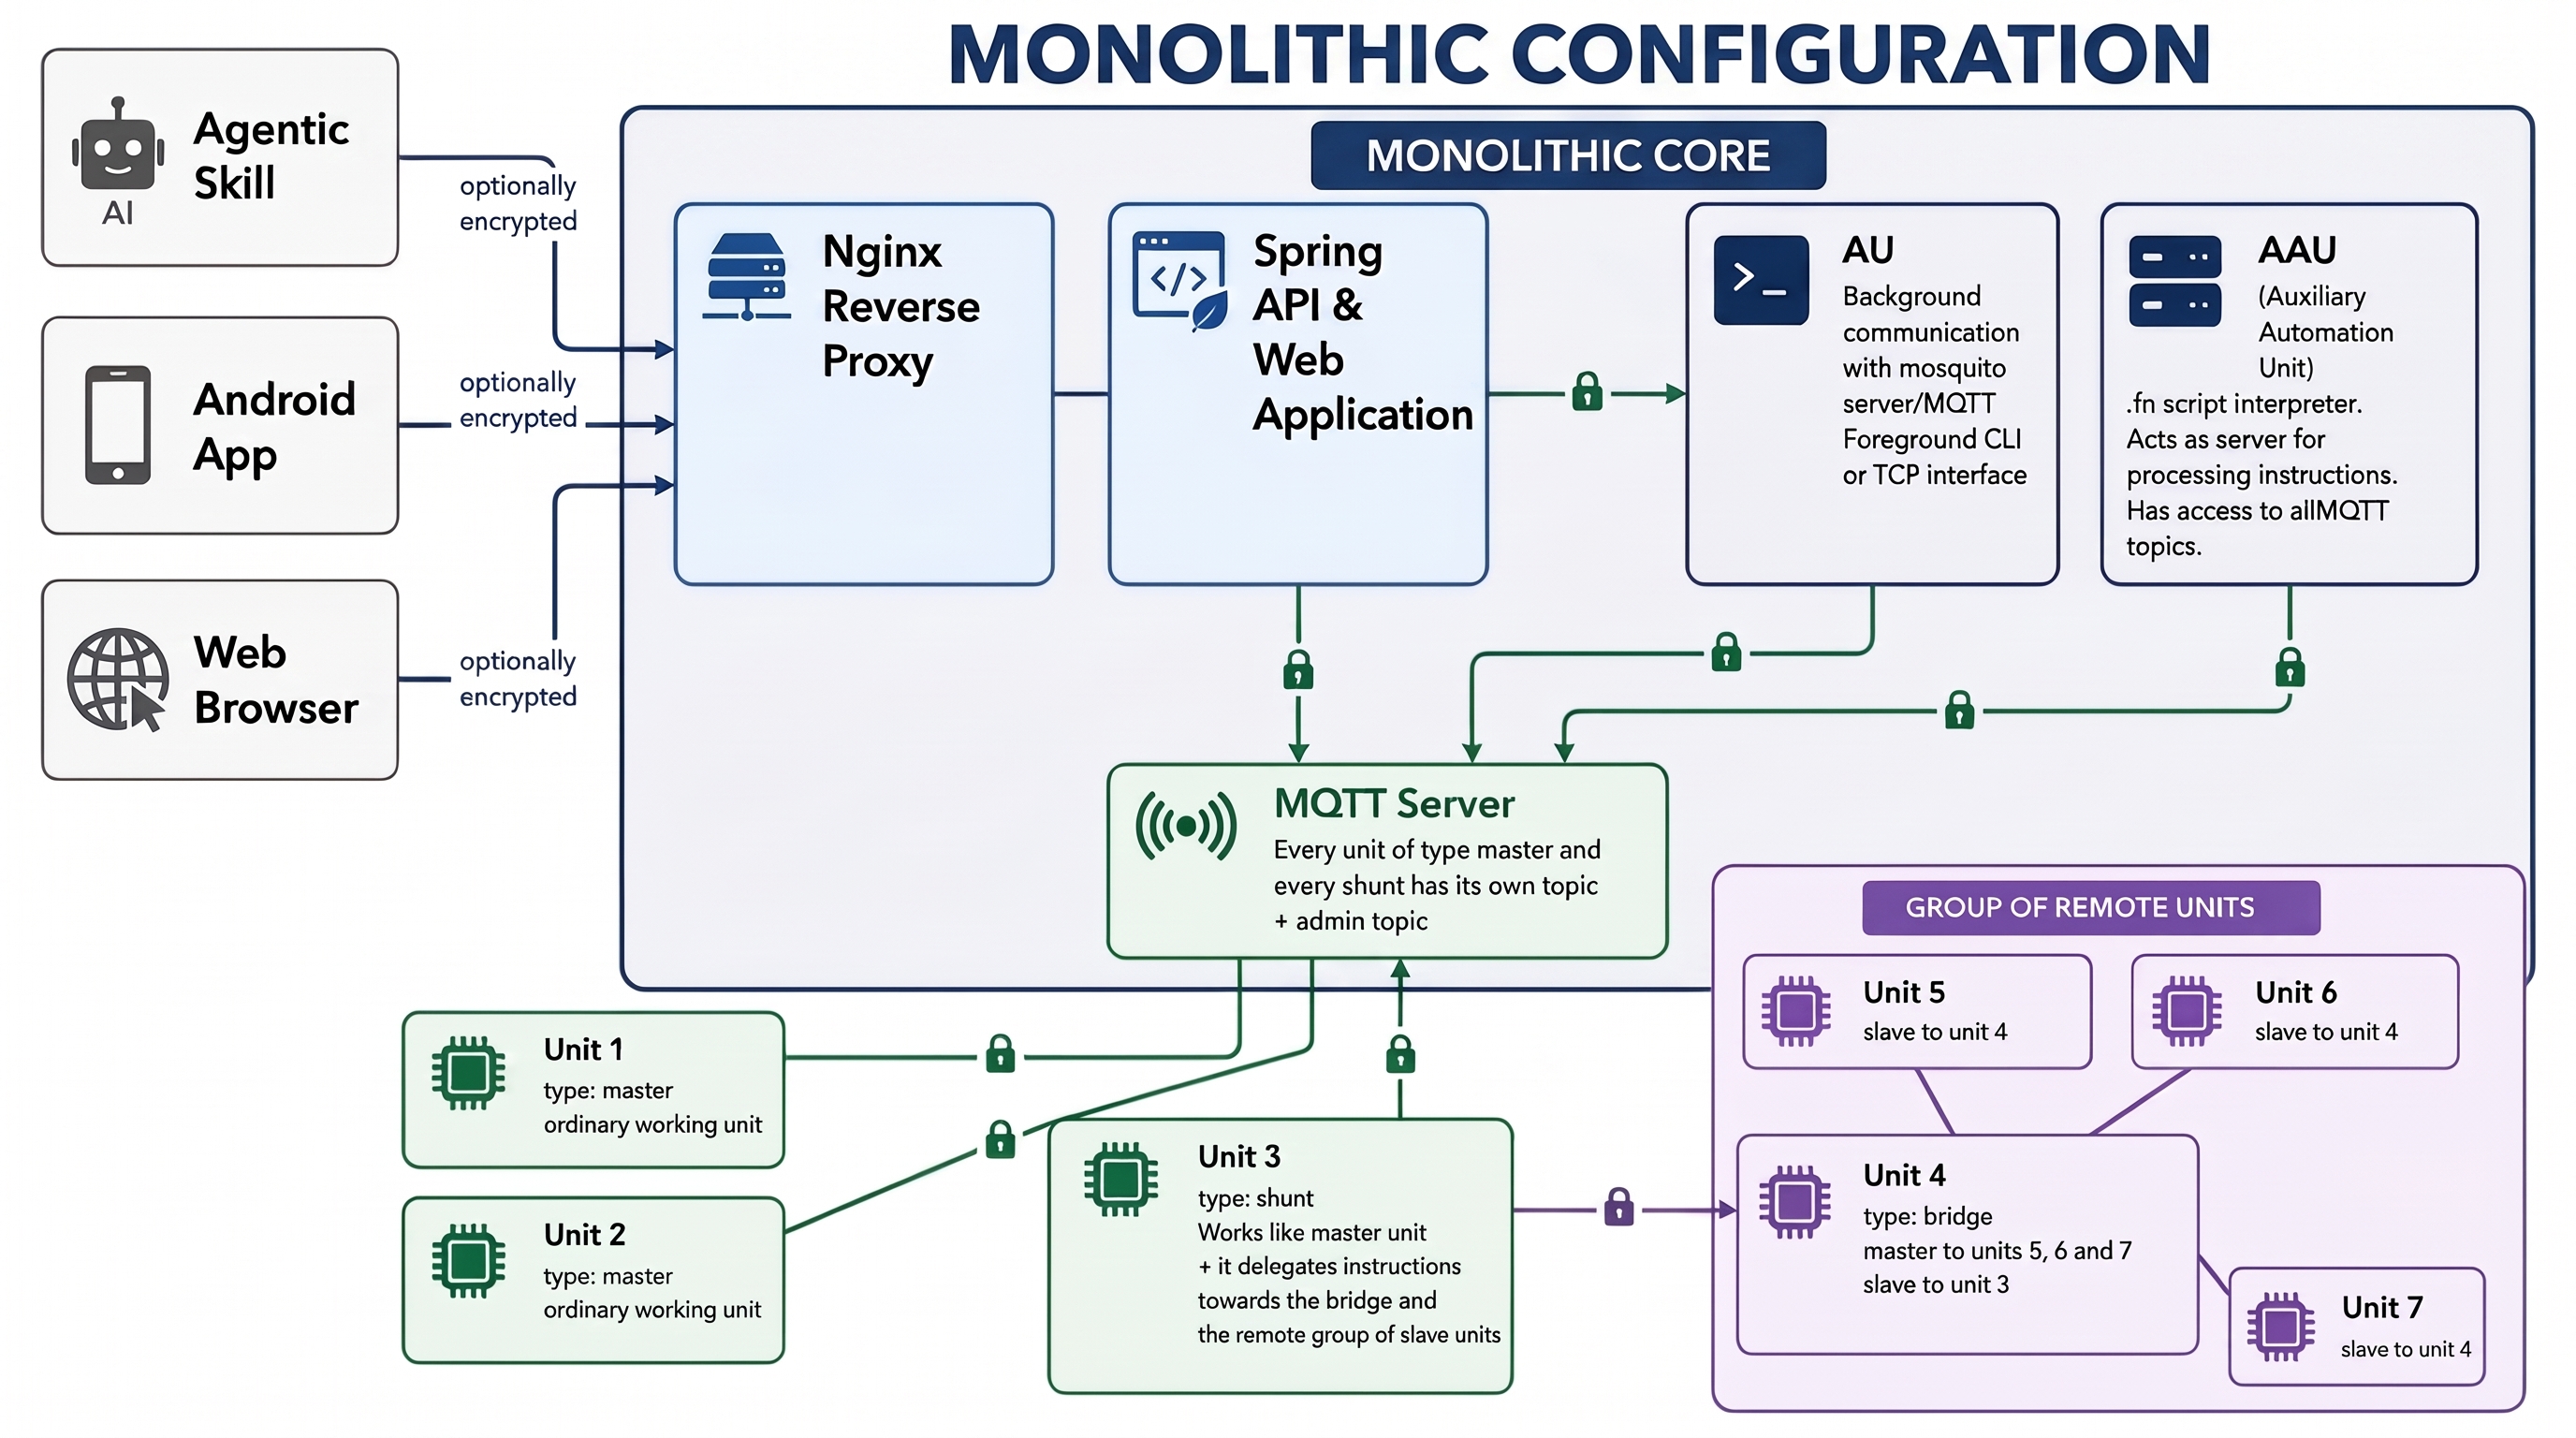 MONOLITHIC CONFIGURATION
Agentic
Skill
AI
optionally
encrypted
Android
App
optionally
encrypted
Web
Browser
optionally
encrypted
MONOLITHIC CORE
Nginx
Reverse
Proxy
Spring
API &
Web
Application
AU
Background
communication
with mosquito
server/MQTT
Foreground CLI
or TCP interface
AAU
(Auxiliary
Automation
Unit)
.fn script interpreter.
Acts as server for
processing instructions.
Has access to allMQTT
topics.
MQTT Server
Every unit of type master and
every shunt has its own topic
+ admin topic
Unit 1
type: master
ordinary working unit
Unit 2
type: master
ordinary working unit
Unit 3
type: shunt
Works like master unit
+ it delegates instructions
towards the bridge and
the remote group of slave units
GROUP OF REMOTE UNITS
Unit 5
slave to unit 4
Unit 6
slave to unit 4
Unit 4
type: bridge
master to units 5, 6 and 7
slave to unit 3
Unit 7
slave to unit 4